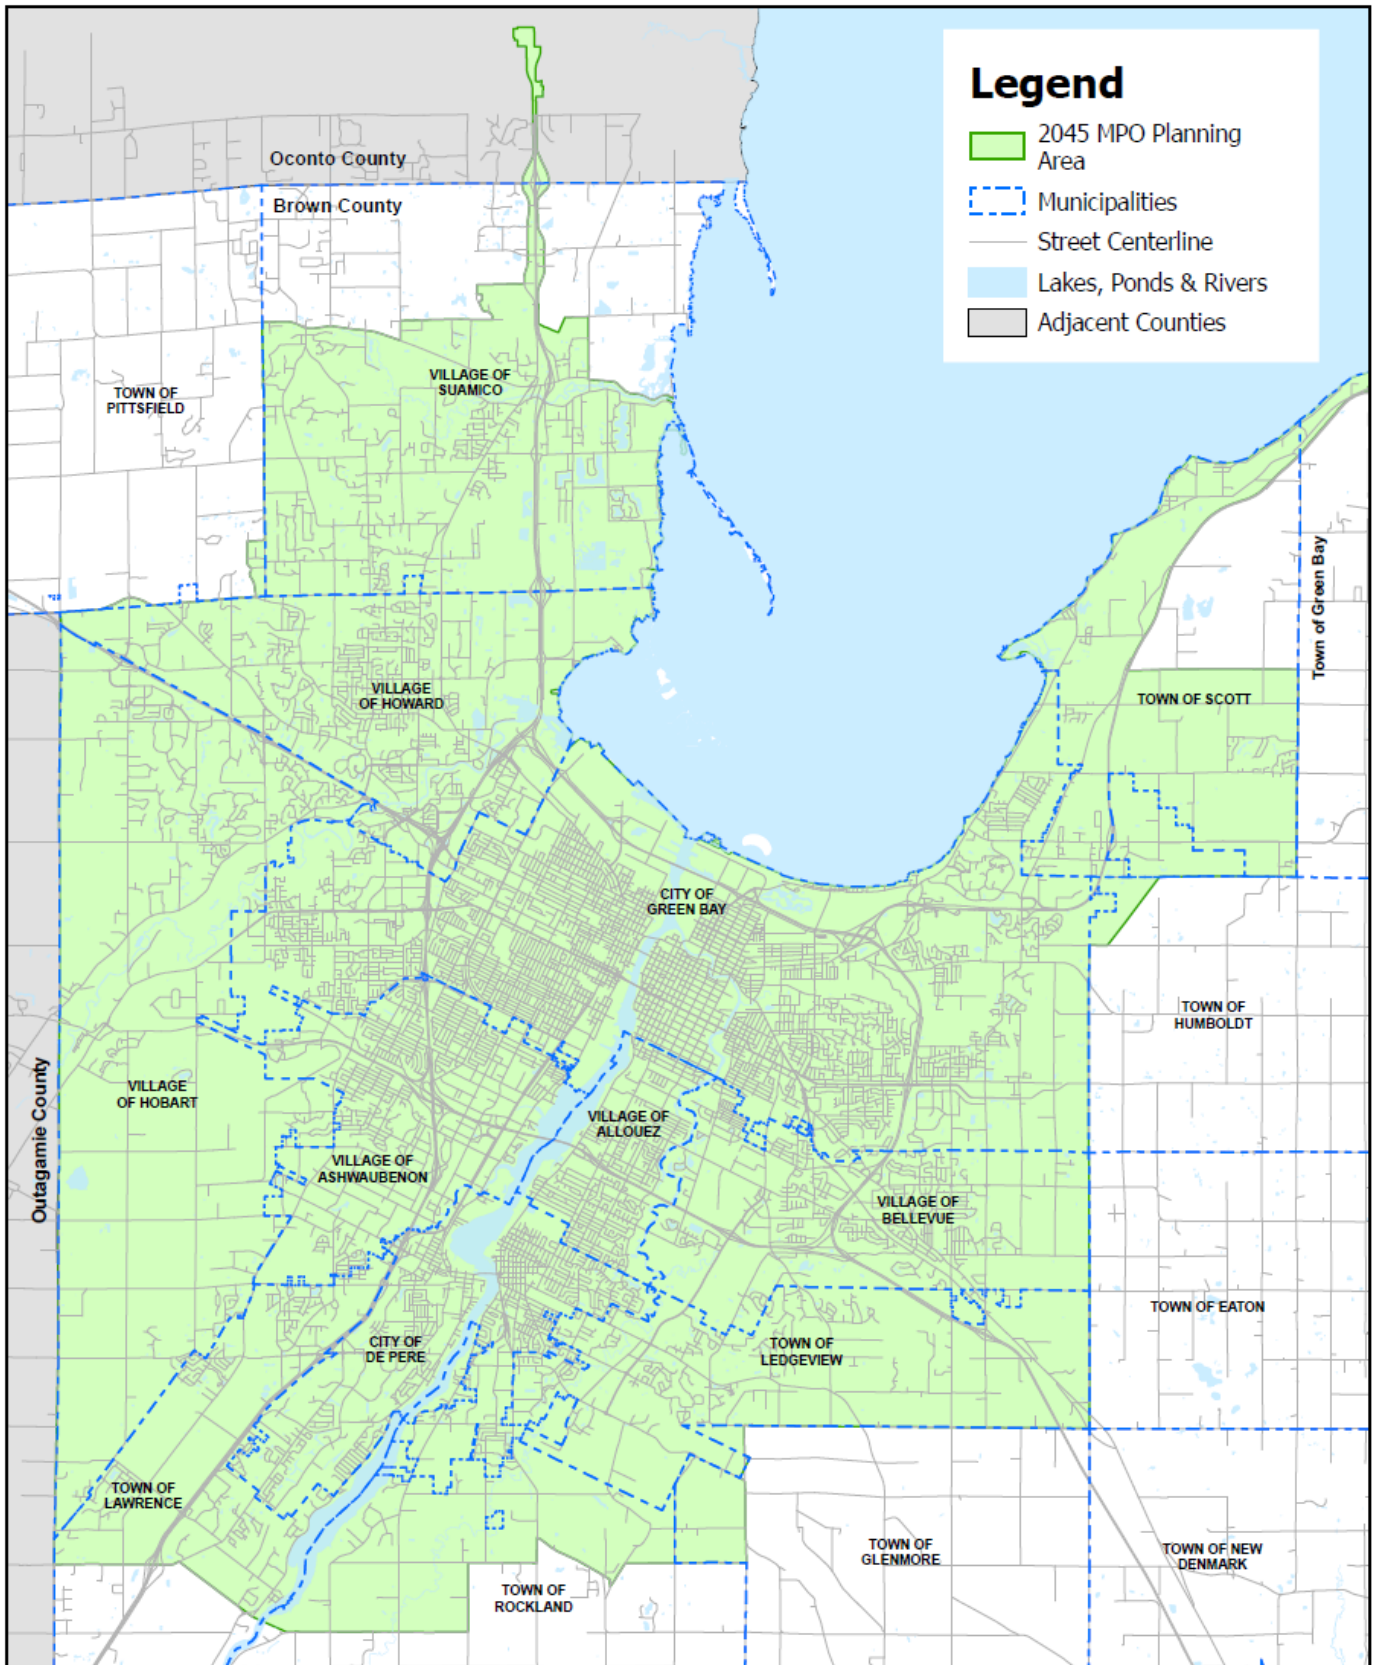 Legend
2045 MPO Planning
Area
Municipalities
Street Centerline
Lakes, Ponds & Rivers
Adjacent Counties
Oconto County
Brown County
VILLAGE OF
SUAMICO
TOWN OF
PITTSFIELD
Town of Green Bay
VILLAGE
OF HOWARD
TOWN OF SCOTT
CITY OF
GREEN BAY
TOWN OF
HUMBOLDT
VILLAGE
OF HOBART
Outagamie County
VILLAGE OF
ALLOUEZ
VILLAGE OF
ASHWAUBENON
VILLAGE OF
BELLEVUE
TOWN OF EATON
CITY OF
DE PERE
TOWN OF
LEDGEVIEW
TOWN OF
LAWRENCE
TOWN OF
GLENMORE
TOWN OF NEW
DENMARK
TOWN OF
ROCKLAND